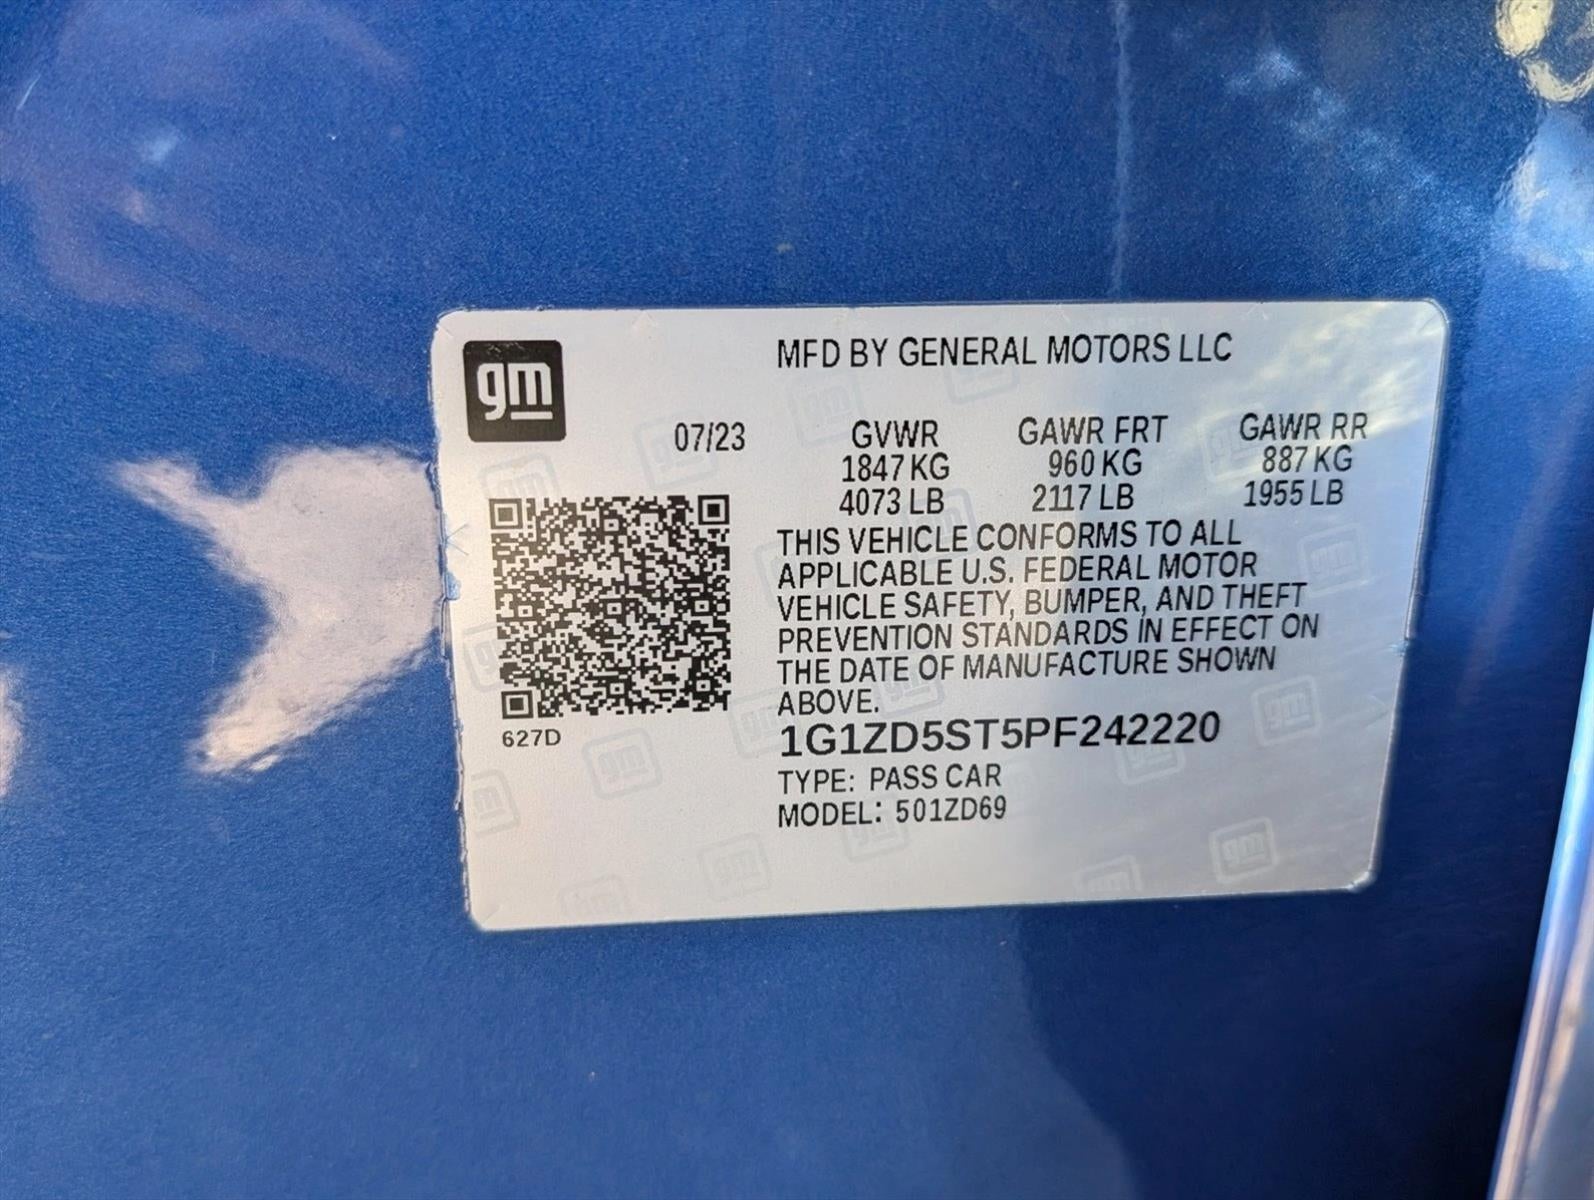 gm
MFD BY GENERAL MOTORS LLC
07/23 GVWR GAWR FRT GAWR RR
1847 KG 960 KG 887 KG
4073 LB 2117 LB 1955 LB
THIS VEHICLE CONFORMS TO ALL
APPLICABLE U.S. FEDERAL MOTOR
VEHICLE SAFETY, BUMPER, AND THEFT
PREVENTION STANDARDS IN EFFECT ON
THE DATE OF MANUFACTURE SHOWN
ABOVE.
627D
1G1ZD5ST5PF242220
TYPE: PASS CAR
MODEL: 501ZD69